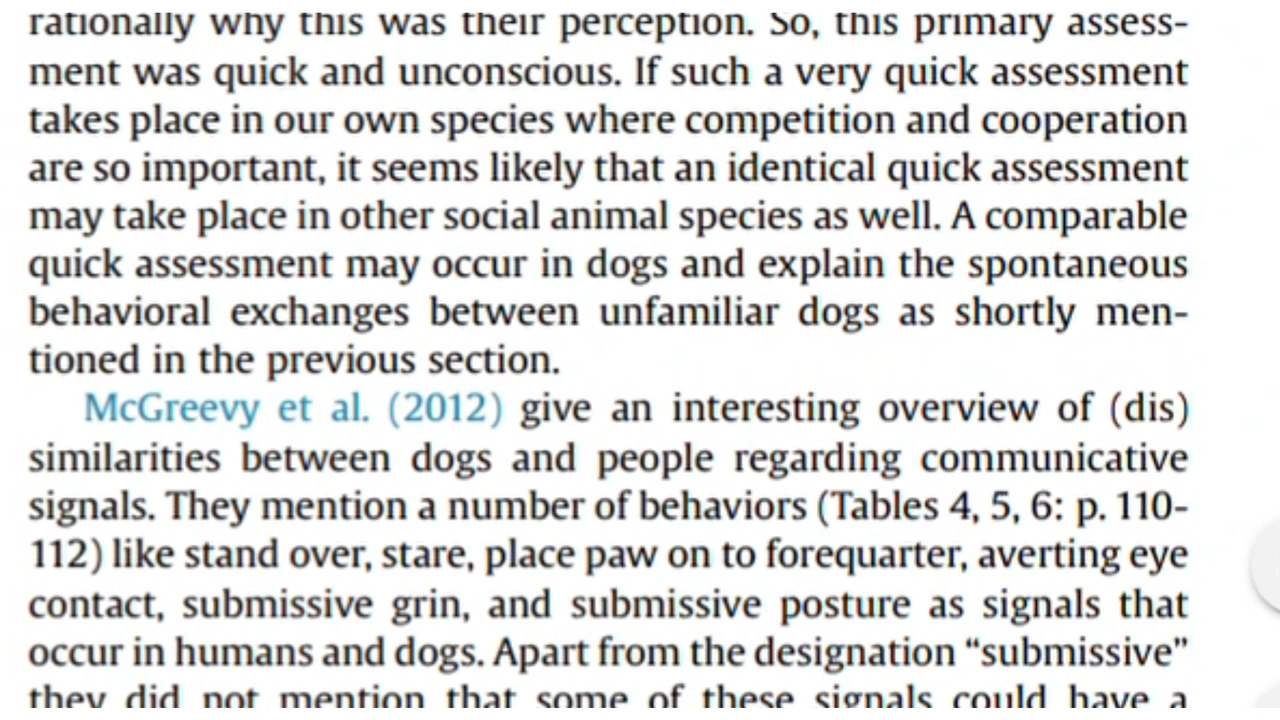 rationally why this was their perception. So, this primary assess-
ment was quick and unconscious. If such a very quick assessment
takes place in our own species where competition and cooperation
are so important, it seems likely that an identical quick assessment
may take place in other social animal species as well. A comparable
quick assessment may occur in dogs and explain the spontaneous
behavioral exchanges between unfamiliar dogs as shortly men-
tioned in the previous section.
McGreevy et al. (2012) give an interesting overview of (dis)
similarities between dogs and people regarding communicative
signals. They mention a number of behaviors (Tables 4, 5, 6: p. 110-
112) like stand over, stare, place paw on to forequarter, averting eye
contact, submissive grin, and submissive posture as signals that
occur in humans and dogs. Apart from the designation “submissive”
they did not mention that some of these signals could have a